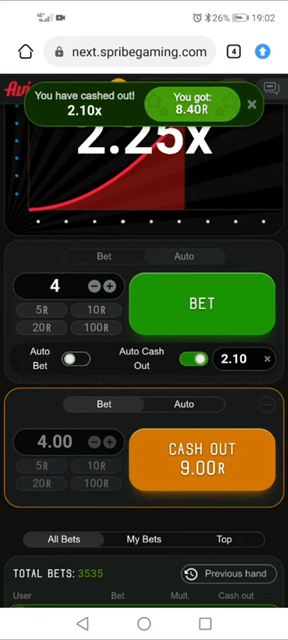 26%
19:02
next.spribegaming.com
4
You have cashed out!
2.10x
You got:
8.40R
×
2.25x
Bet
Auto
4
5R
10R
20R
100R
BET
Auto
Bet
Auto Cash
Out
2.10
×
Bet
Auto
4.00
5R
10R
20R
100R
CASH OUT
9.00R
All Bets
My Bets
Top
TOTAL BETS: 3535
Previous hand
User
Bet
Mult.
Cash out